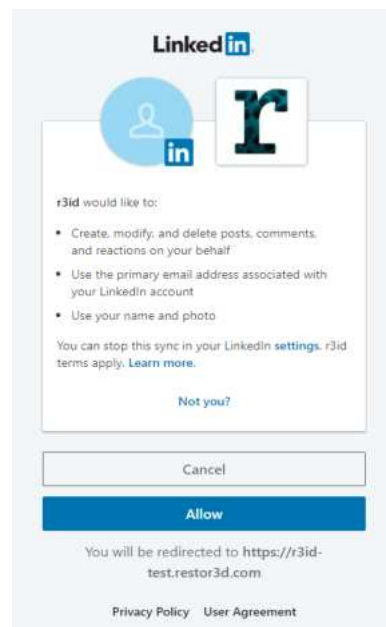 Linked in
r
in
r3id would like to:
• Create, modify, and delete posts, comments,
and reactions on your behalf
• Use the primary email address associated with
your LinkedIn account
• Use your name and photo
You can stop this sync in your LinkedIn settings. r3id
terms apply. Learn more.
Not you?
Cancel
Allow
You will be redirected to https://r3id-
test.restor3d.com
Privacy Policy User Agreement